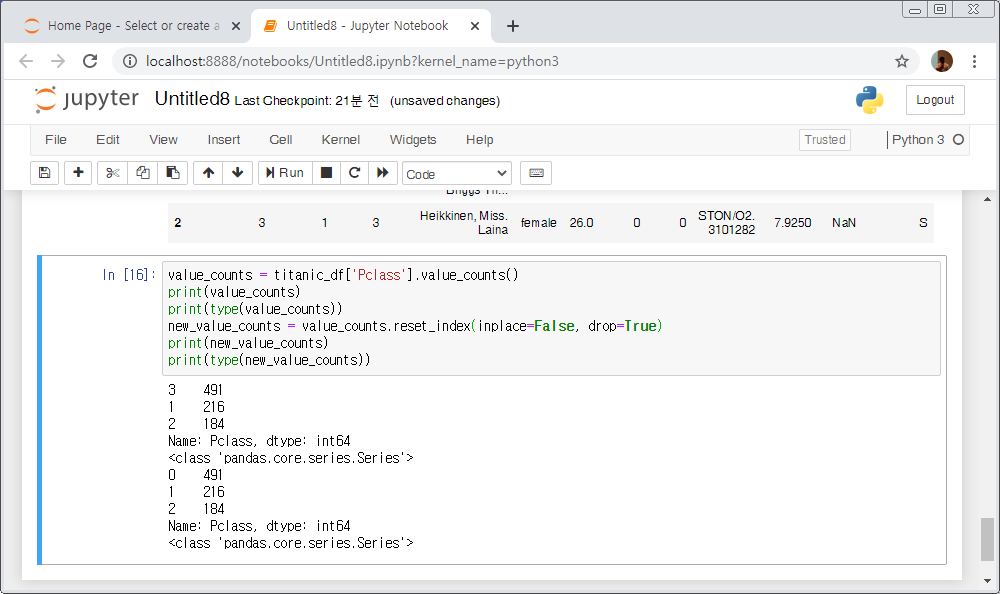 Home Page - Select or create a
Untitled8 - Jupyter Notebook
localhost:8888/notebooks/Untitled8.ipynb?kernel_name=python3
jupyter Untitled8 Last Checkpoint: 21분 전 (unsaved changes)
Logout
File Edit View Insert Cell Kernel Widgets Help Trusted Python 3
Run Code
Briggs Th...
2 3 1 3 Heikkinen, Miss. Laina female 26.0 0 0 STON/O2. 3101282 7.9250 NaN S
In [16]:
value_counts = titanic_df['Pclass'].value_counts()
print(value_counts)
print(type(value_counts))
new_value_counts = value_counts.reset_index(inplace=False, drop=True)
print(new_value_counts)
print(type(new_value_counts))
3 491
1 216
2 184
Name: Pclass, dtype: int64
<class 'pandas.core.series.Series'>
0 491
1 216
2 184
Name: Pclass, dtype: int64
<class 'pandas.core.series.Series'>